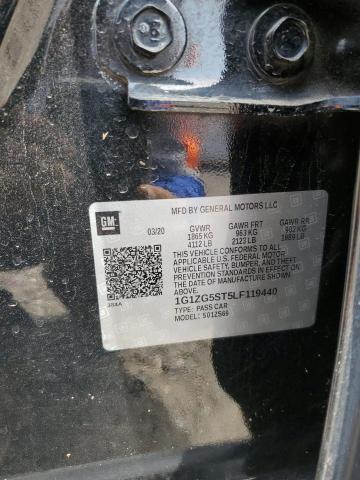 MFD BY GENERAL MOTORS LLC
GM 03/20 GVWR GAWR FRT GAWR RR
1865 KG 963 KG 902 KG
4112 LB 2123 LB 1989 LB
THIS VEHICLE CONFORMS TO ALL
APPLICABLE U.S. FEDERAL MOTOR
VEHICLE SAFETY, BUMPER, AND THEFT
PREVENTION STANDARDS IN EFFECT ON
THE DATE OF MANUFACTURE SHOWN ABOVE.
1G1ZG5ST5LF119440
TYPE: PASS CAR
MODEL: 5012S69
384A